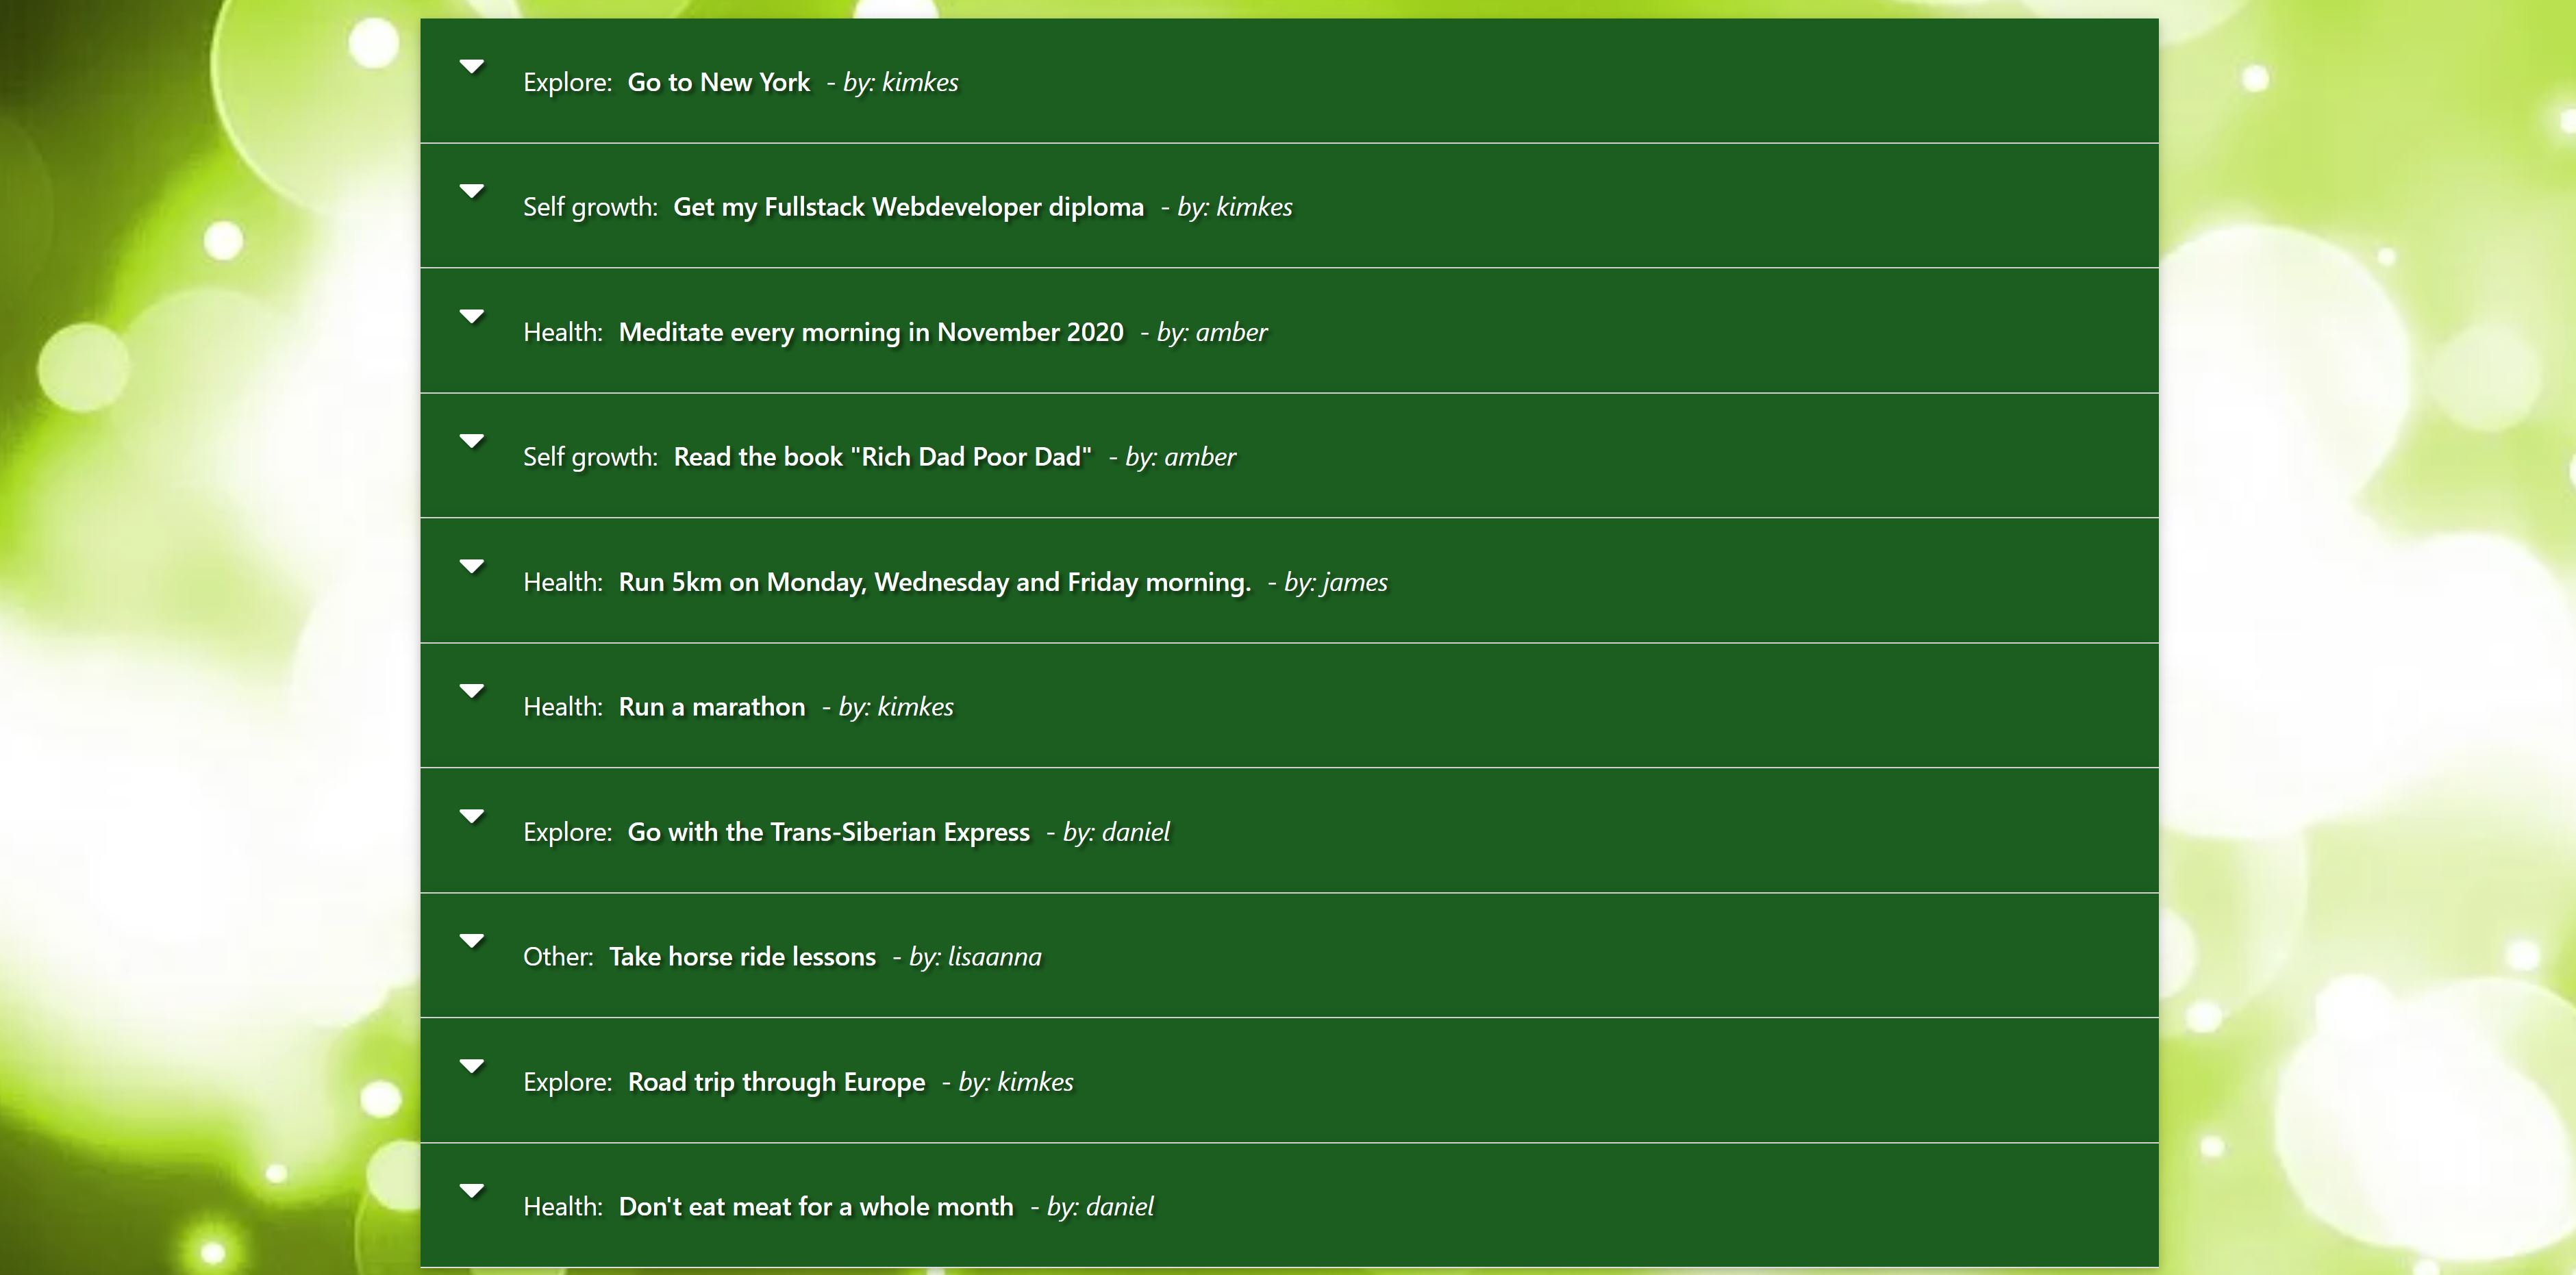 Explore: Go to New York - by: kimkes
Self growth: Get my Fullstack Webdeveloper diploma - by: kimkes
Health: Meditate every morning in November 2020 - by: amber
Self growth: Read the book "Rich Dad Poor Dad" - by: amber
Health: Run 5km on Monday, Wednesday and Friday morning. - by: james
Health: Run a marathon - by: kimkes
Explore: Go with the Trans-Siberian Express - by: daniel
Other: Take horse ride lessons - by: lisaanna
Explore: Road trip through Europe - by: kimkes
Health: Don't eat meat for a whole month - by: daniel